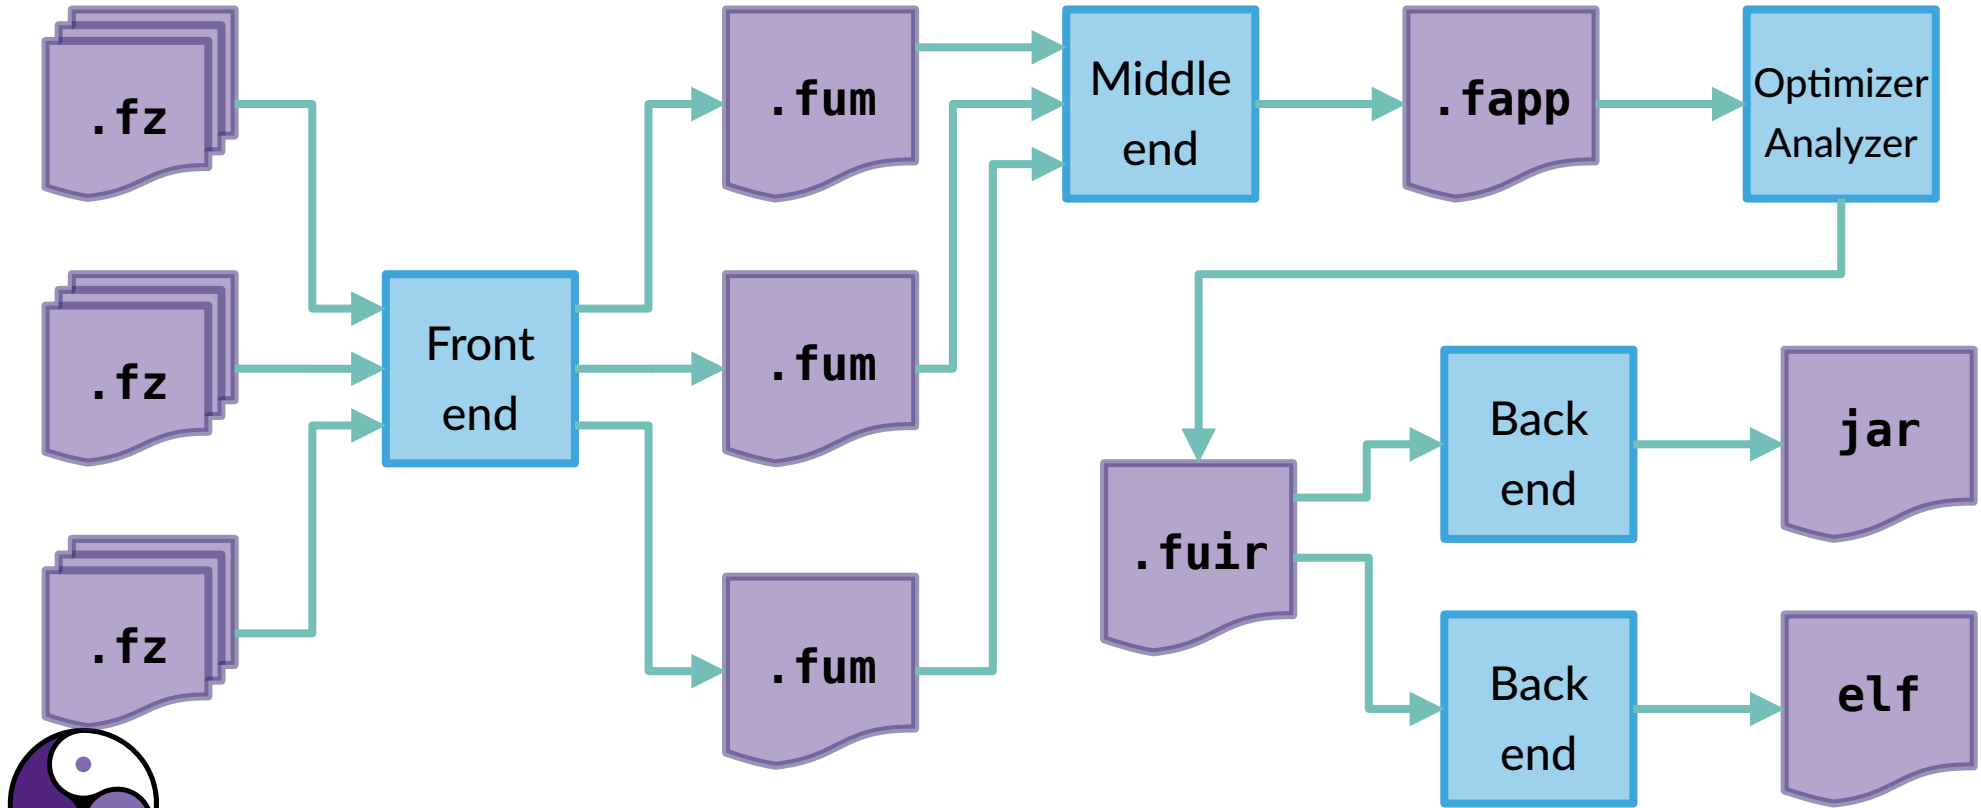 .fz
.fum
Middle
end
.fapp
Optimizer
Analyzer
.fz
Front
end
.fum
Back
end
jar
.fuir
.fz
.fum
Back
end
elf